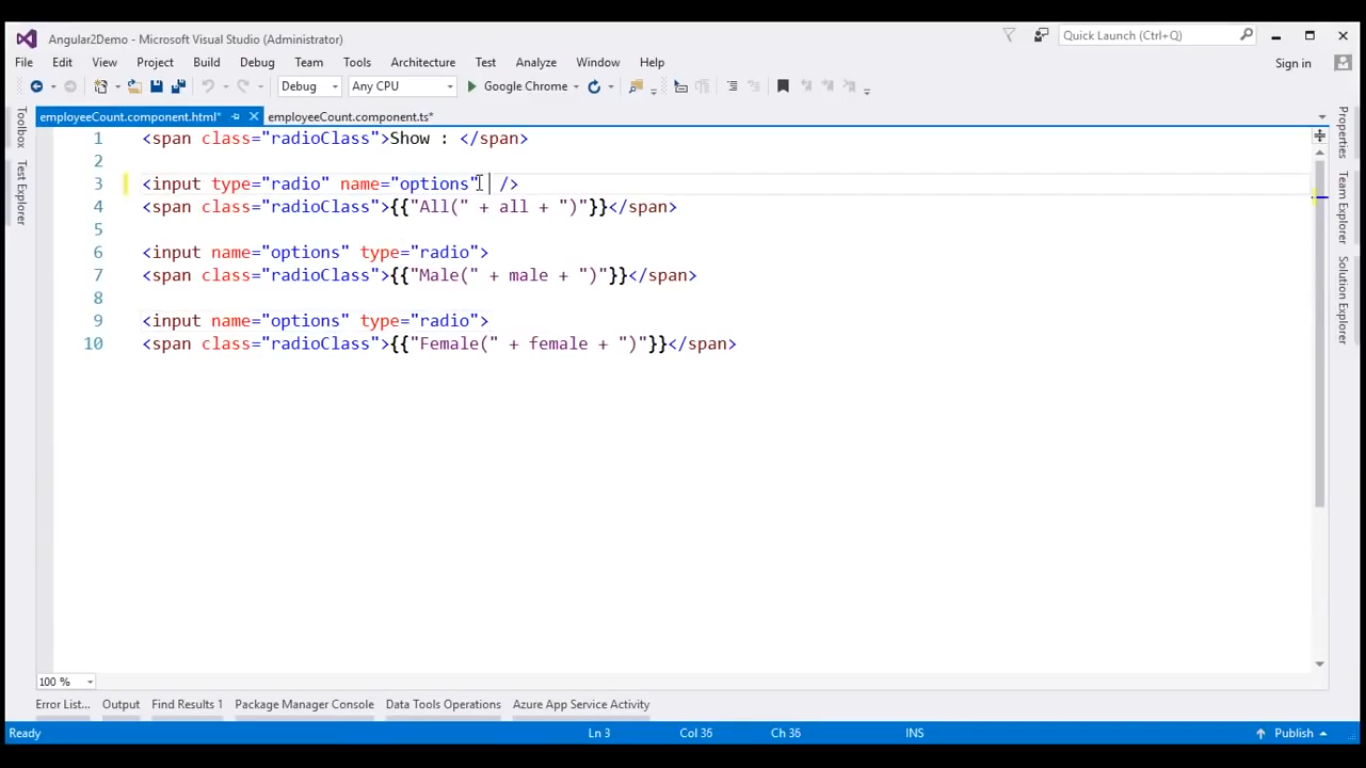 Angular2Demo - Microsoft Visual Studio (Administrator)
Quick Launch (Ctrl+Q)
File Edit View Project Build Debug Team Tools Architecture Test Analyze Window Help
Sign in
Debug Any CPU Google Chrome
employeeCount.component.html* employeeCount.component.ts*
Toolbox
Test Explorer
1 <span class="radioClass">Show : </span>
2
3 <input type="radio" name="options"  />
4 <span class="radioClass">{{"All(" + all + ")"}}</span>
5
6 <input name="options" type="radio">
7 <span class="radioClass">{{"Male(" + male + ")"}}</span>
8
9 <input name="options" type="radio">
10 <span class="radioClass">{{"Female(" + female + ")"}}</span>
Properties
Team Explorer
Solution Explorer
100 %
Error List... Output Find Results 1 Package Manager Console Data Tools Operations Azure App Service Activity
Ready Ln 3 Col 36 Ch 36 INS Publish